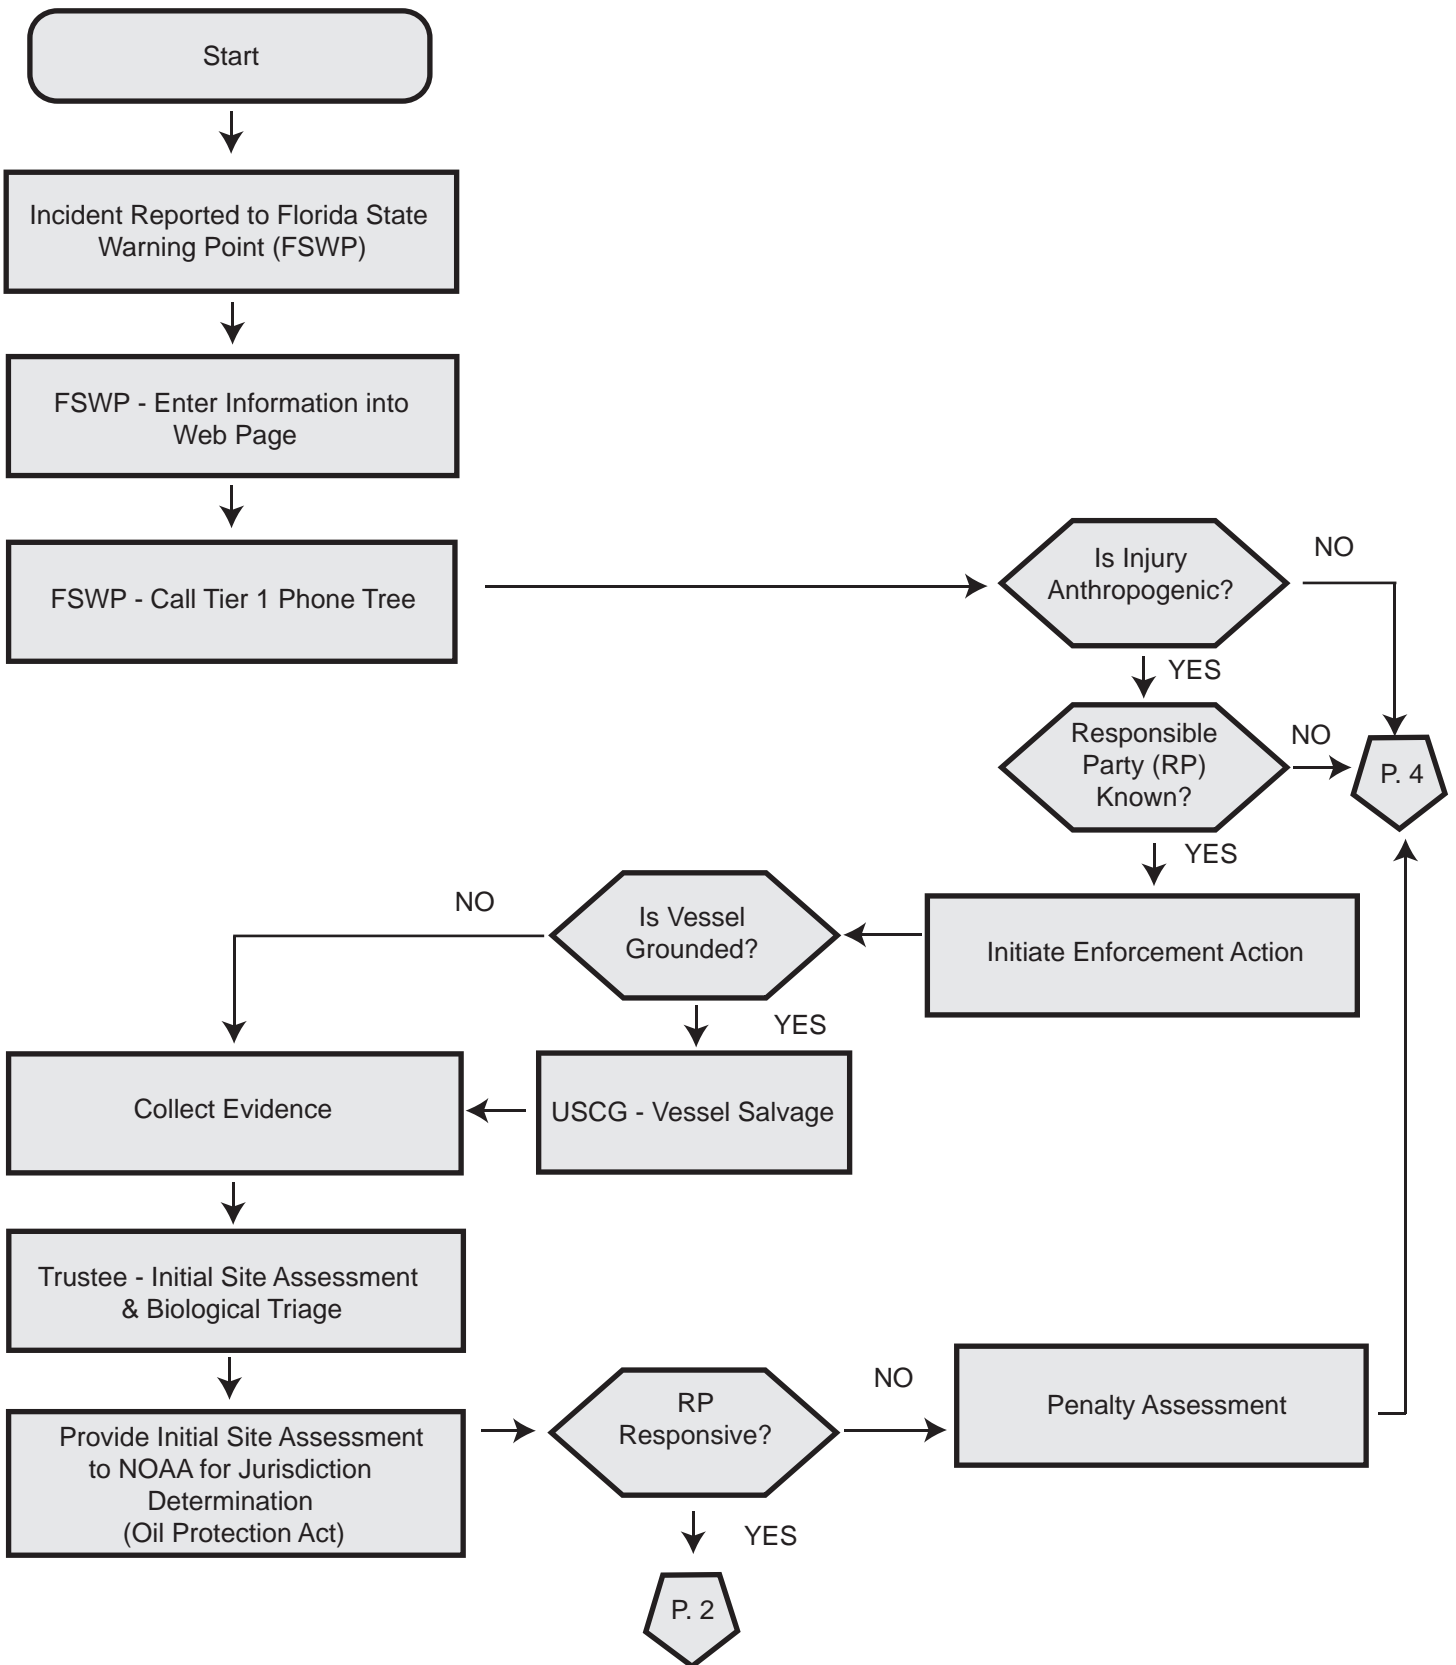 Start
Incident Reported to Florida State
Warning Point (FSWP)
FSWP - Enter Information into
Web Page
FSWP - Call Tier 1 Phone Tree
Is Injury
Anthropogenic?
NO
YES
Responsible
Party (RP)
Known?
NO
P. 4
YES
Initiate Enforcement Action
Is Vessel
Grounded?
NO
YES
USCG - Vessel Salvage
Collect Evidence
Trustee - Initial Site Assessment
& Biological Triage
Provide Initial Site Assessment
to NOAA for Jurisdiction
Determination
(Oil Protection Act)
RP
Responsive?
NO
Penalty Assessment
YES
P. 2